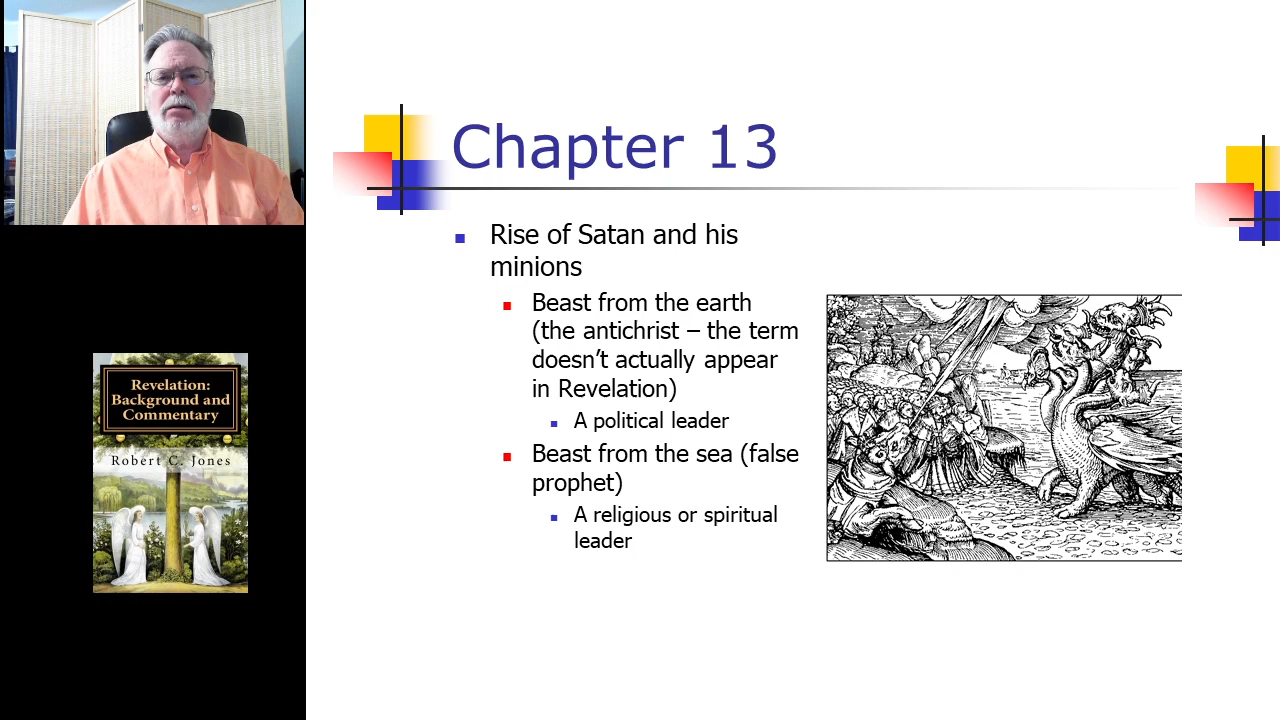 Chapter 13
Rise of Satan and his
minions
Beast from the earth
(the antichrist – the term
doesn’t actually appear
in Revelation)
A political leader
Beast from the sea (false
prophet)
A religious or spiritual
leader
Revelation:
Background and
Commentary
Robert C. Jones